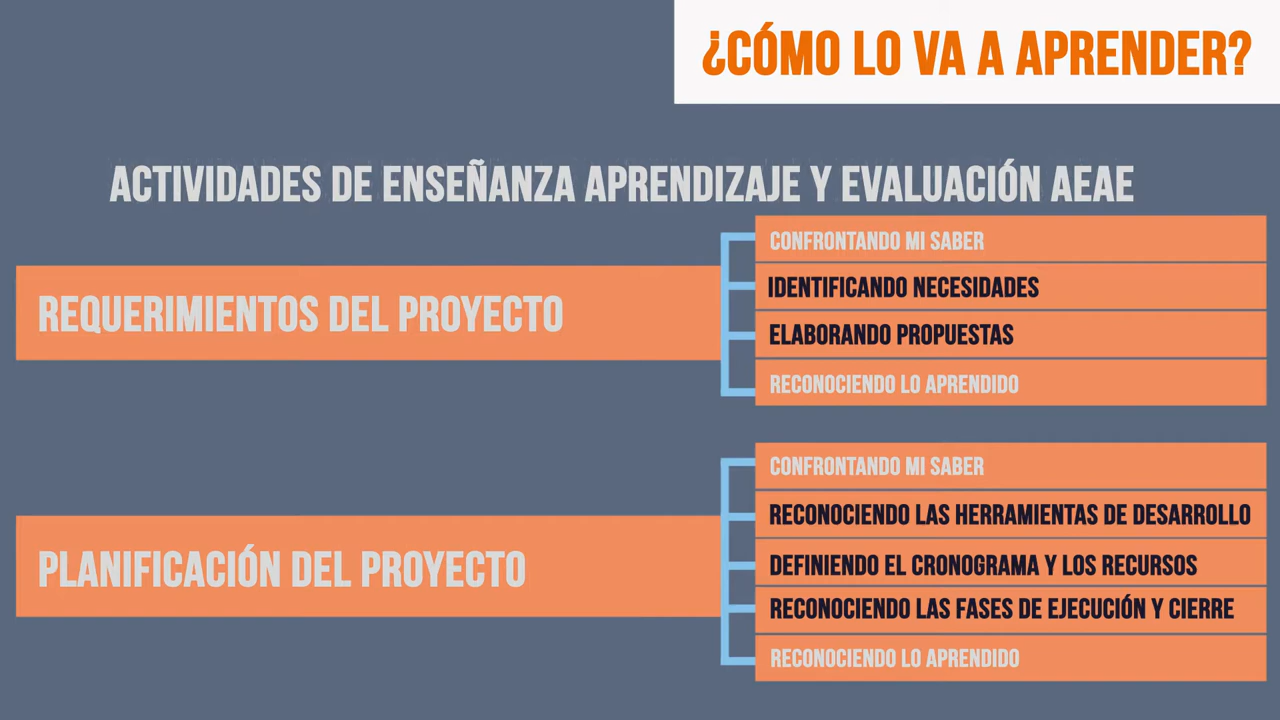 ¿CÓMO LO VA A APRENDER?
ACTIVIDADES DE ENSEÑANZA APRENDIZAJE Y EVALUACIÓN AEAE
REQUERIMIENTOS DEL PROYECTO
CONFRONTANDO MI SABER
IDENTIFICANDO NECESIDADES
ELABORANDO PROPUESTAS
RECONOCIENDO LO APRENDIDO
PLANIFICACIÓN DEL PROYECTO
CONFRONTANDO MI SABER
RECONOCIENDO LAS HERRAMIENTAS DE DESARROLLO
DEFINIENDO EL CRONOGRAMA Y LOS RECURSOS
RECONOCIENDO LAS FASES DE EJECUCIÓN Y CIERRE
RECONOCIENDO LO APRENDIDO